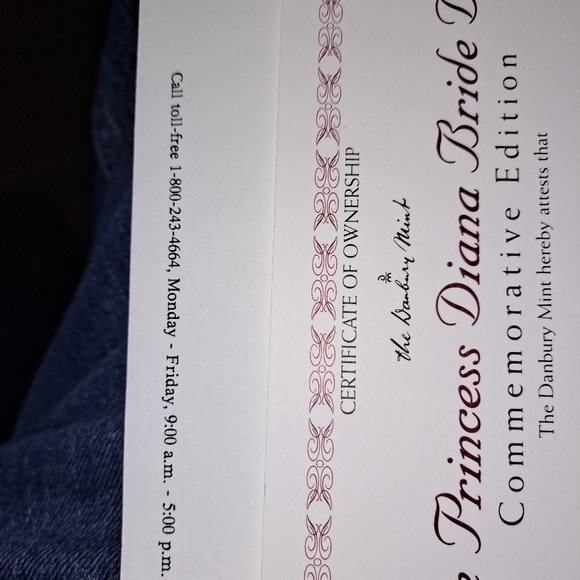 Call toll-free 1-800-243-4664, Monday - Friday, 9:00 a.m. - 5:00 p.m.
CERTIFICATE OF OWNERSHIP
The Danbury Mint
e Princess Diana Bride D
Commemorative Edition
The Danbury Mint hereby attests that